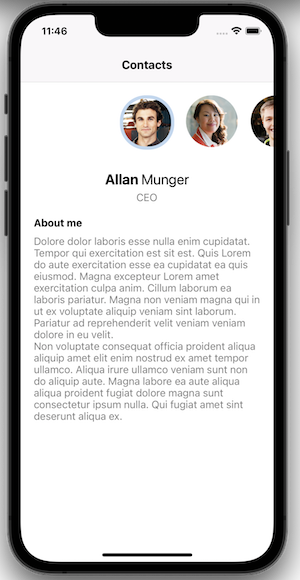 11:46
Contacts
Allan Munger
CEO
About me
Dolore dolor laboris esse nulla enim cupidatat.
Tempor qui exercitation est sit est. Quis Lorem
do aute exercitation esse ea cupidatat ea quis
eiusmod. Magna excepteur Lorem amet
exercitation culpa anim. Cillum laborum ea
laboris pariatur. Magna non veniam magna qui in
ut ex voluptate aliquip veniam sint laborum.
Pariatur ad reprehenderit velit veniam veniam
dolore in eu velit.
Non voluptate consequat officia proident aliqua
aliquip amet elit enim nostrud ex amet tempor
ullamco. Aliqua irure ullamco veniam sunt non
do aliquip aute. Magna labore ea aute aliqua
aliqua proident fugiat dolore magna sunt
consectetur ipsum nulla. Qui fugiat amet sint
deserunt aliqua ex.